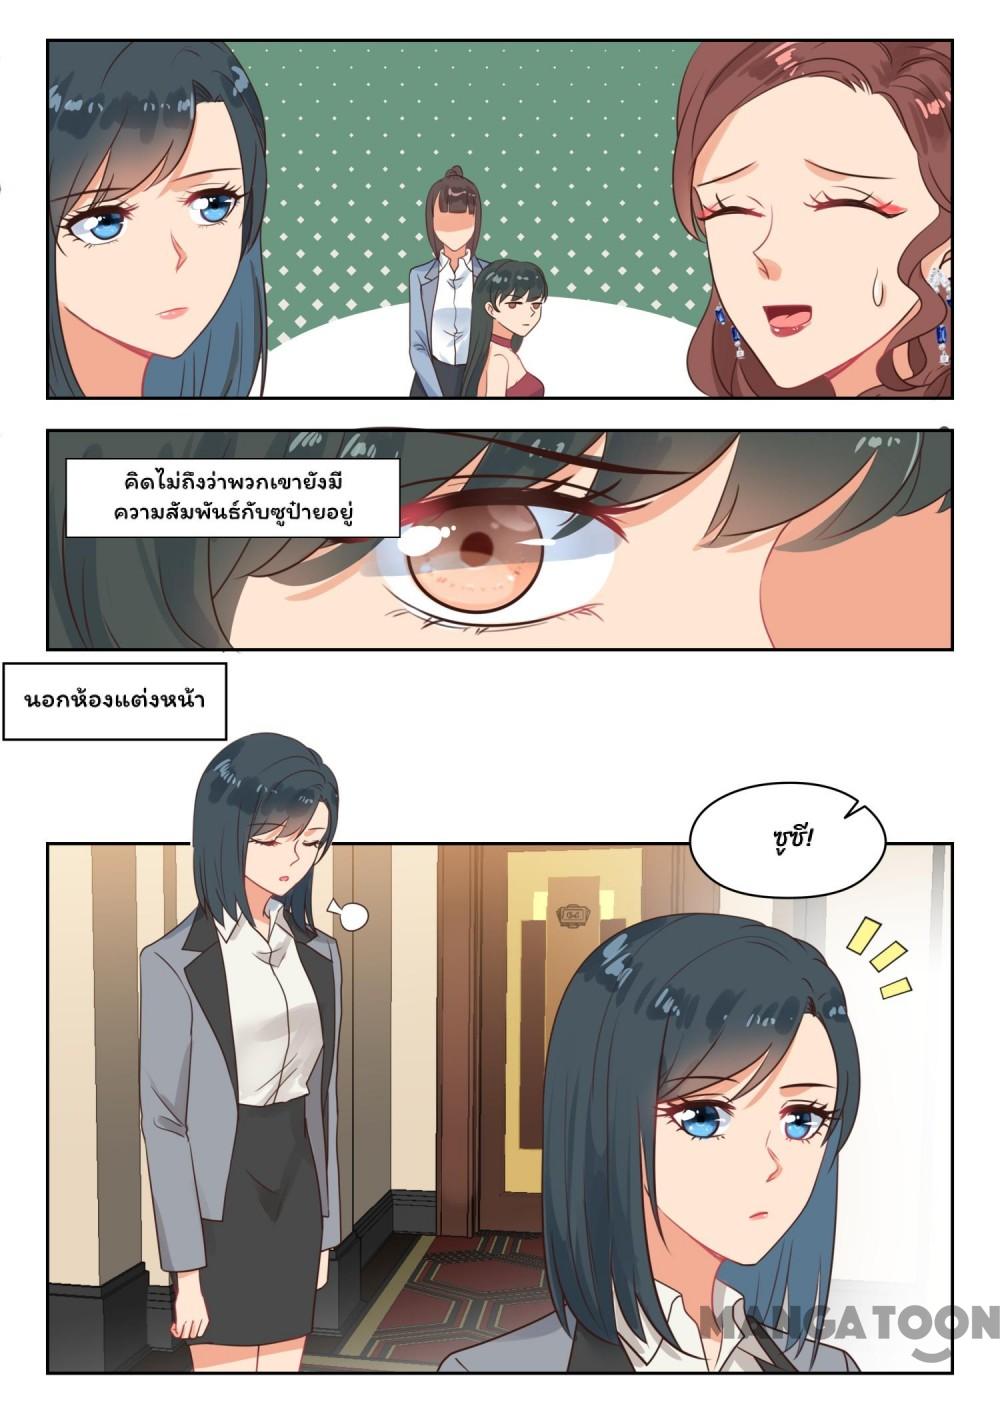 คิดไม่ถึงว่าพวกเขายังมี
ความสัมพันธ์กับซูป๋ายอยู่
นอกห้องแต่งหน้า
ซูซี!
MANGATOON